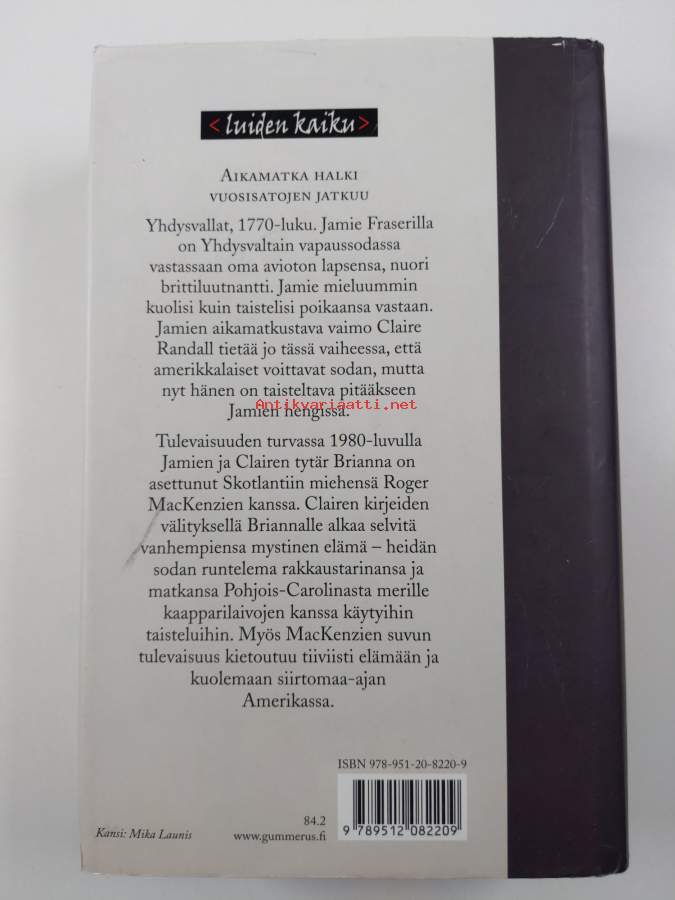 <luiden kaiku>
AIKAMATKA HALKI
VUOSISATOJEN JATKUU
Yhdysvallat, 1770-luku. Jamie Fraserilla
on Yhdysvaltain vapaussodassa
vastassaan oma avioton lapsensa, nuori
brittiluutnantti. Jamie mieluummin
kuolisi kuin taistelisi poikaansa vastaan.
Jamien aikamatkustava vaimo Claire
Randall tietää jo tässä vaiheessa, että
amerikkalaiset voittavat sodan, mutta
nyt hänen on taisteltava pitääkseen
Antikvariaatti.net
Jamien hengissä.
Tulevaisuuden turvassa 1980-luvulla
Jamien ja Clairen tytär Brianna on
asettunut Skotlantiin miehensä Roger
MacKenzien kanssa. Clairen kirjeiden
välityksellä Briannalle alkaa selvitä
vanhempiensa mystinen elämä – heidän
sodan runtelema rakkaustarinansa ja
matkansa Pohjois-Carolinasta merille
kaapparilaivojen kanssa käytyihin
taisteluihin. Myös MacKenzien suvun
tulevaisuus kietoutuu tiiviisti elämään ja
kuolemaan siirtomaa-ajan
Amerikassa.
ISBN 978-951-20-8220-9
84.2
Kansi: Mika Launis
www.gummerus.fi
9 789512 082209